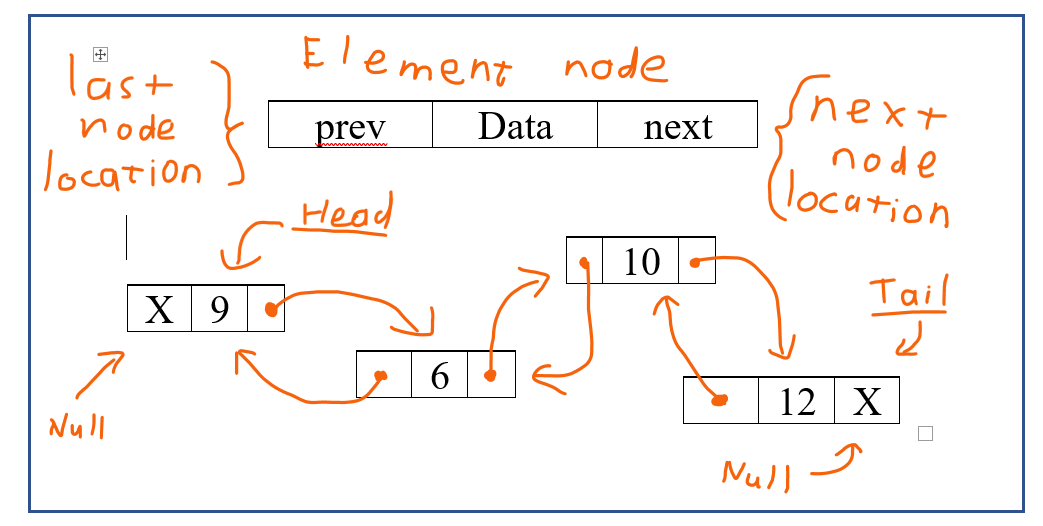 Element node
last
node
location
prev Data next
next
node
location
Head
10
X 9
Tail
6
12 X
Null
Null